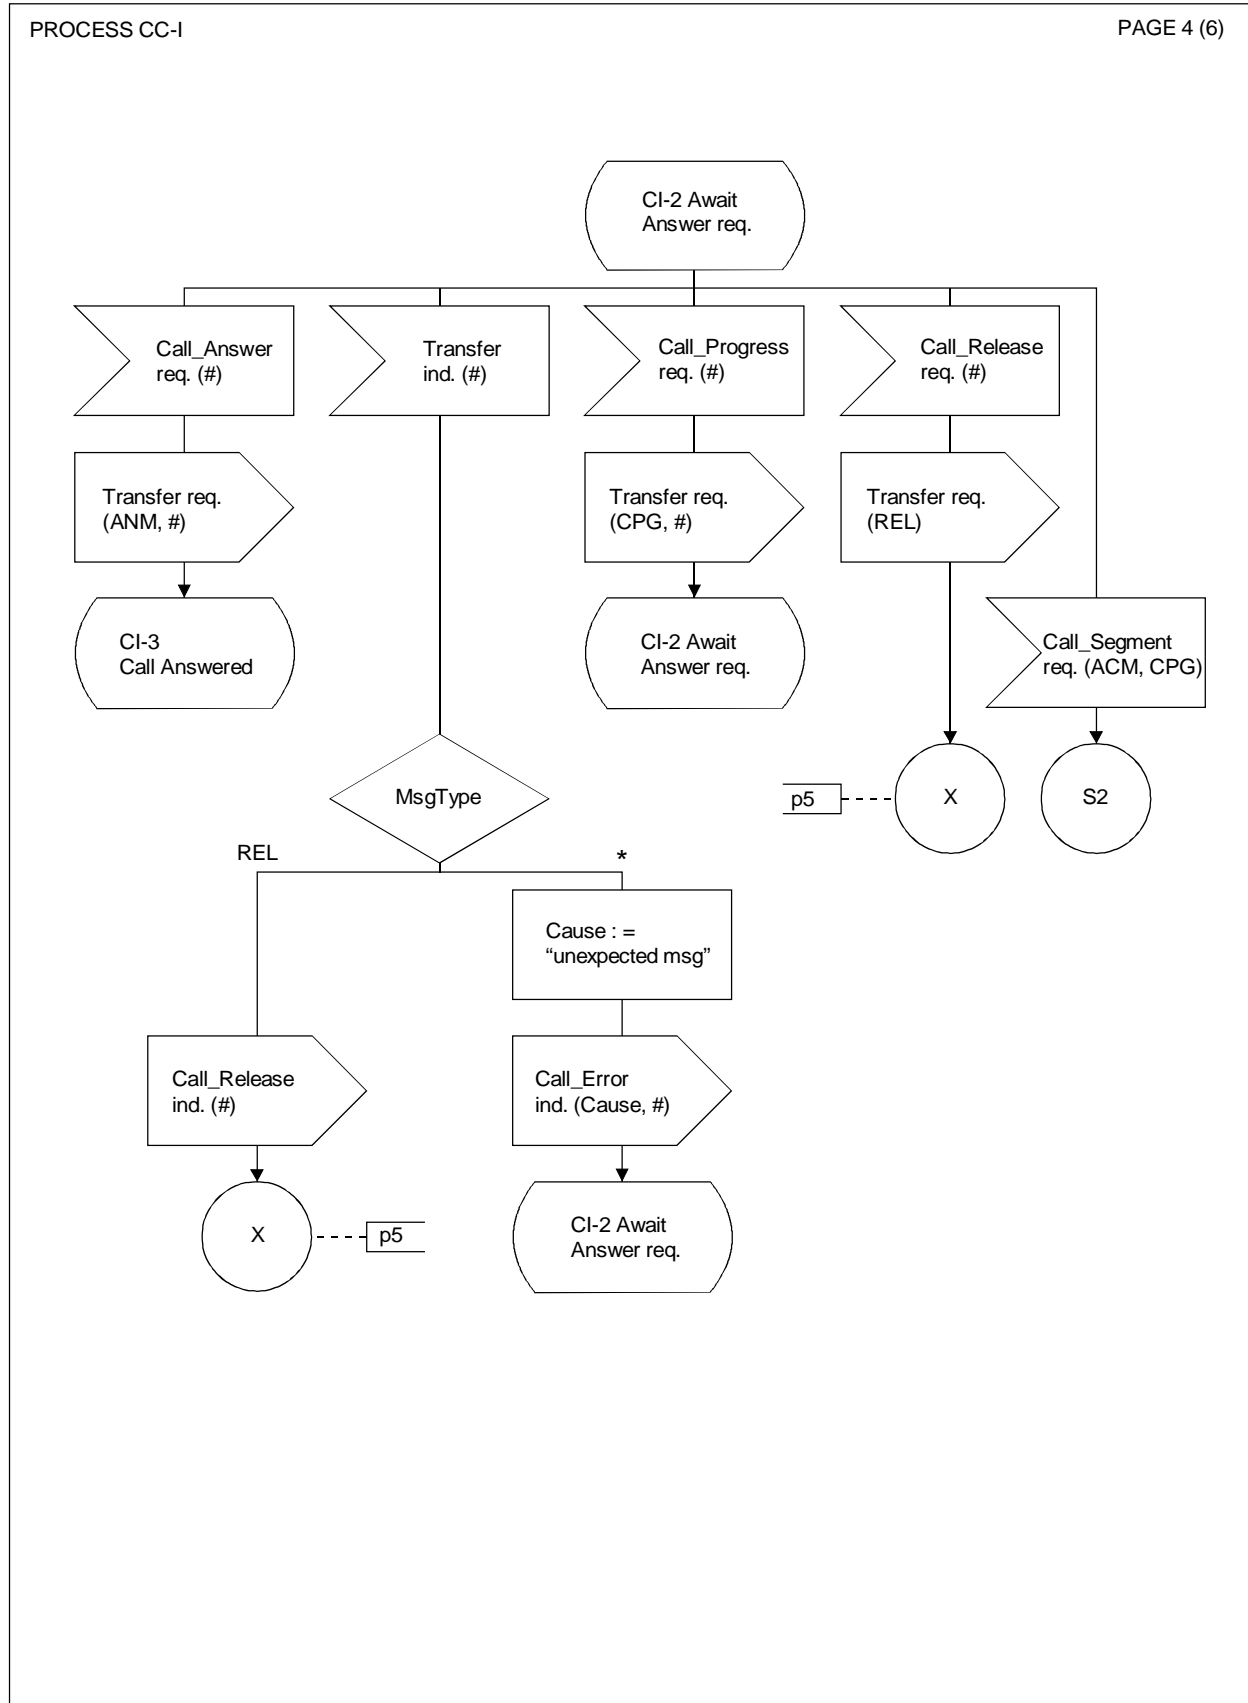 PROCESS CC-I
PAGE 4 (6)
CI-2 Await
Answer req.
Call_Answer
req. (#)
Transfer
ind. (#)
Call_Progress
req. (#)
Call_Release
req. (#)
Transfer req.
(ANM, #)
Transfer req.
(CPG, #)
Transfer req.
(REL)
CI-3
Call Answered
CI-2 Await
Answer req.
Call_Segment
req. (ACM, CPG)
MsgType
p5
X
S2
REL
*
Cause : =
“unexpected msg”
Call_Release
ind. (#)
Call_Error
ind. (Cause, #)
X
p5
CI-2 Await
Answer req.